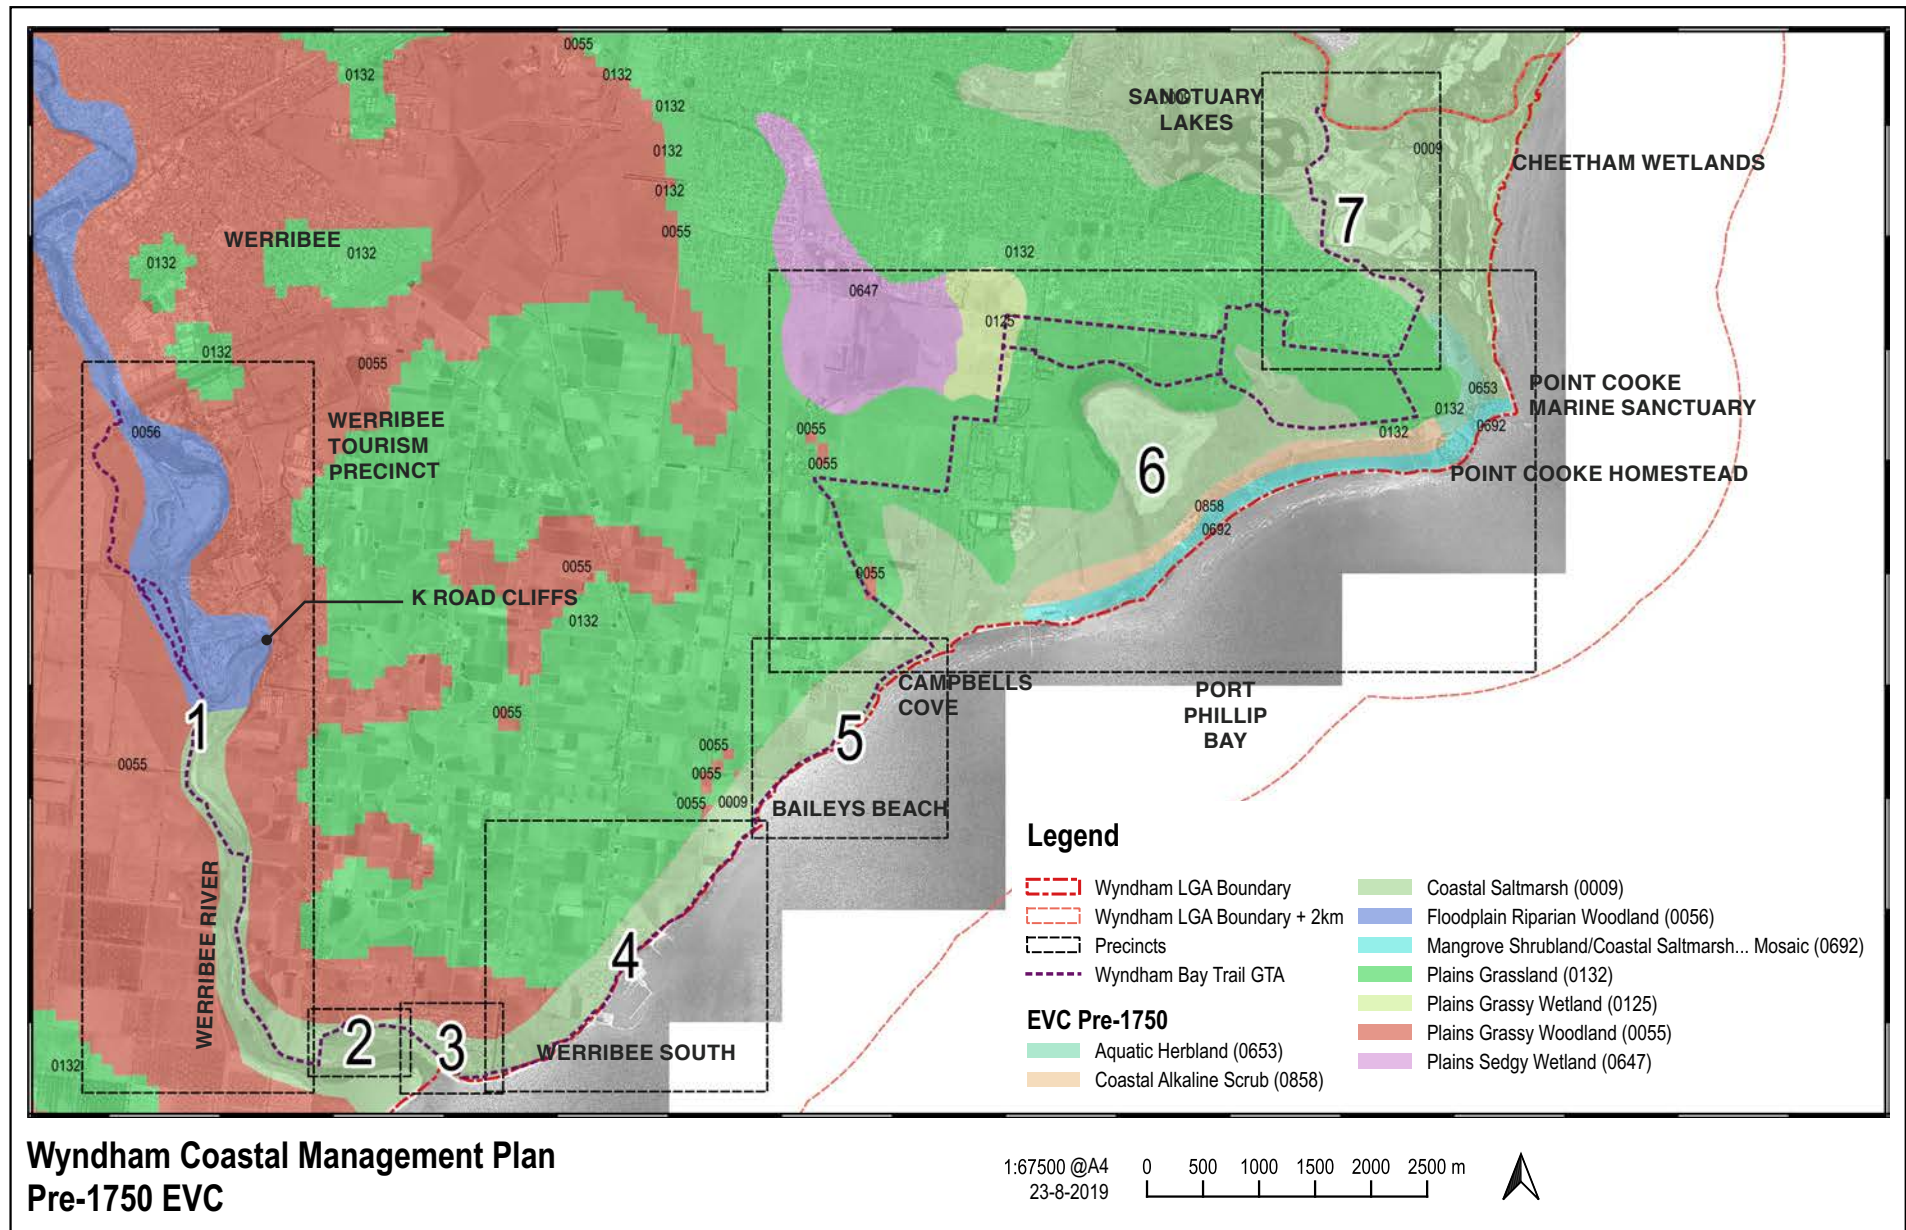 0055
0132
0132
0132
SANCTUARY
LAKES
0009
0132
0009
CHEETHAM WETLANDS
0132
7
0055
WERRIBEE
0132
0132
0132
0647
0125
0132
0055
0653
POINT COOKE
MARINE SANCTUARY
0132
0692
0132
WERRIBEE
TOURISM
PRECINCT
0056
0055
0055
6
POINT COOKE HOMESTEAD
0858
0692
0055
0055
K ROAD CLIFFS
0132
CAMPBELLS
COVE
PORT
PHILLIP
BAY
0055
1
5
0055
0055
0055
0055
0009
BAILEYS BEACH
WERRIBEE RIVER
4
2
3
WERRIBEE SOUTH
0132
Legend
Wyndham LGA Boundary
Wyndham LGA Boundary + 2km
Precincts
Wyndham Bay Trail GTA
EVC Pre-1750
Aquatic Herbland (0653)
Coastal Alkaline Scrub (0858)
Coastal Saltmarsh (0009)
Floodplain Riparian Woodland (0056)
Mangrove Shrubland/Coastal Saltmarsh... Mosaic (0692)
Plains Grassland (0132)
Plains Grassy Wetland (0125)
Plains Grassy Woodland (0055)
Plains Sedgy Wetland (0647)
Wyndham Coastal Management Plan
Pre-1750 EVC
1:67500 @A4
23-8-2019
0 500 1000 1500 2000 2500 m